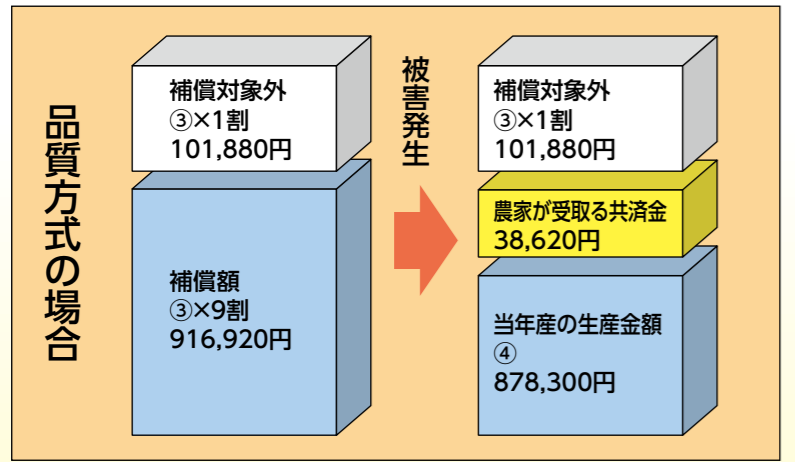 品質方式の場合
補償対象外
③×1割
101,880円
補償額
③×9割
916,920円
被害発生
補償対象外
③×1割
101,880円
農家が受取る共済金
38,620円
当年産の生産金額
④
878,300円